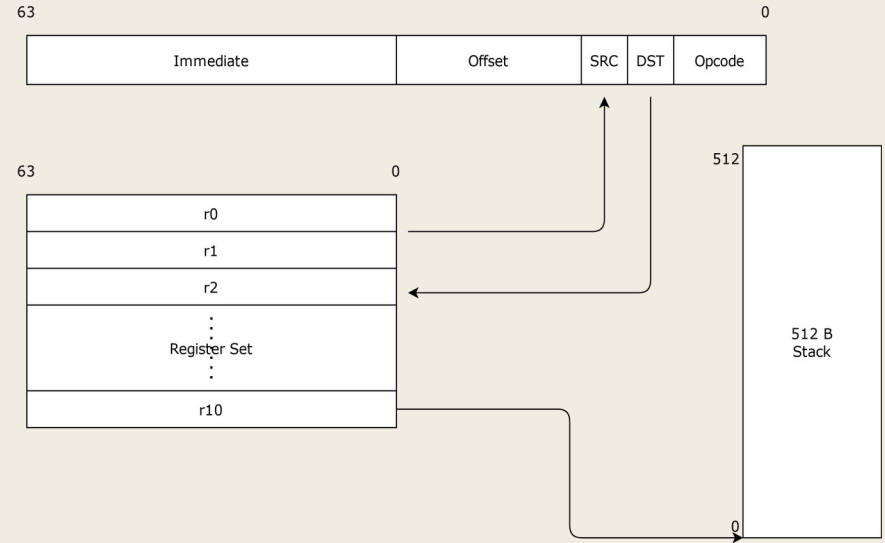 63 0
Immediate Offset SRC DST Opcode
63 0
512
r0
r1
r2
Register Set
r10
512 B
Stack
0